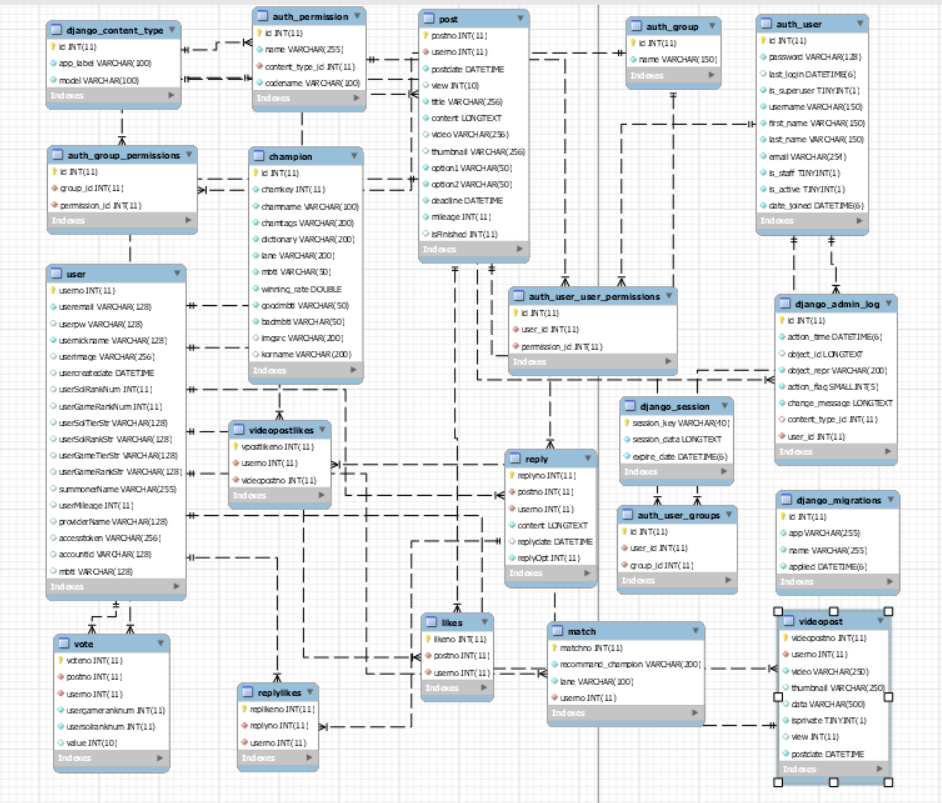 django_content_type
id INT(11)
app_label VARCHAR(100)
model VARCHAR(100)
Indexes
auth_permission
id INT(11)
name VARCHAR(255)
content_type_id INT(11)
codename VARCHAR(100)
Indexes
post
postno INT(11)
userno INT(11)
postdate DATETIME
view INT(10)
title VARCHAR(256)
content LONGTEXT
video VARCHAR(256)
thumbnail VARCHAR(256)
option1 VARCHAR(50)
option2 VARCHAR(50)
deadline DATETIME
mileage INT(11)
isFinished INT(11)
Indexes
auth_group
id INT(11)
name VARCHAR(150)
Indexes
auth_user
id INT(11)
password VARCHAR(128)
last_login DATETIME(6)
is_superuser TINYINT(1)
username VARCHAR(150)
first_name VARCHAR(150)
last_name VARCHAR(150)
email VARCHAR(254)
is_staff TINYINT(1)
is_active TINYINT(1)
date_joined DATETIME(6)
Indexes
auth_group_permissions
id INT(11)
group_id INT(11)
permission_id INT(11)
Indexes
champion
id INT(11)
chamkey INT(11)
chamname VARCHAR(100)
chamtags VARCHAR(200)
dictionary VARCHAR(200)
lane VARCHAR(200)
mbti VARCHAR(50)
winning_rate DOUBLE
goodmbti VARCHAR(50)
badmbti VARCHAR(50)
imgsrc VARCHAR(200)
korname VARCHAR(200)
Indexes
user
userno INT(11)
useremail VARCHAR(128)
userpw VARCHAR(128)
usernickname VARCHAR(128)
userimage VARCHAR(256)
usercreatedate DATETIME
userSolRankNum INT(11)
userGameRankNum INT(11)
userSolTierStr VARCHAR(128)
userSolRankStr VARCHAR(128)
userGameTierStr VARCHAR(128)
userGameRankStr VARCHAR(128)
summonerName VARCHAR(255)
userMileage INT(11)
providerName VARCHAR(128)
accesstoken VARCHAR(256)
accountid VARCHAR(128)
mbti VARCHAR(128)
Indexes
auth_user_user_permissions
id INT(11)
user_id INT(11)
permission_id INT(11)
Indexes
django_admin_log
id INT(11)
action_time DATETIME(6)
object_id LONGTEXT
object_repr VARCHAR(200)
action_flag SMALLINT(5)
change_message LONGTEXT
content_type_id INT(11)
user_id INT(11)
Indexes
videopostlikes
vpostlikeno INT(11)
userno INT(11)
videopostno INT(11)
Indexes
reply
replyno INT(11)
postno INT(11)
userno INT(11)
content LONGTEXT
replydate DATETIME
replyOpt INT(11)
Indexes
django_session
session_key VARCHAR(40)
session_data LONGTEXT
expire_date DATETIME(6)
Indexes
auth_user_groups
id INT(11)
user_id INT(11)
group_id INT(11)
Indexes
django_migrations
id INT(11)
app VARCHAR(255)
name VARCHAR(255)
applied DATETIME(6)
Indexes
vote
voteno INT(11)
postno INT(11)
userno INT(11)
usergameranknum INT(11)
usersolranknum INT(11)
value INT(10)
Indexes
replylikes
replikeno INT(11)
replyno INT(11)
userno INT(11)
Indexes
likes
likeno INT(11)
postno INT(11)
userno INT(11)
Indexes
match
matchno INT(11)
recommand_champion VARCHAR(200)
lane VARCHAR(100)
userno INT(11)
Indexes
videopost
videopostno INT(11)
userno INT(11)
video VARCHAR(250)
thumbnail VARCHAR(250)
data VARCHAR(500)
isprivate TINYINT(1)
view INT(11)
postdate DATETIME
Indexes